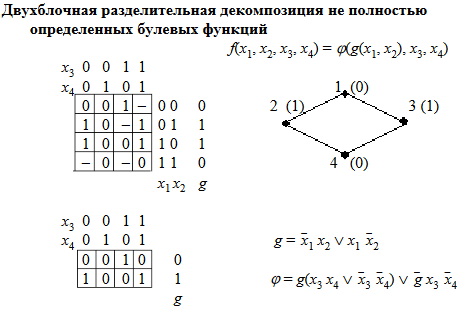 Двухблочная разделительная декомпозиция не полностью
определенных булевых функций
f(x₁, x₂, x₃, x₄) = φ(g(x₁, x₂), x₃, x₄)
x₃ 0 0 1 1
x₄ 0 1 0 1
0 0 1 – 0 0 0
1 0 – 1 0 1 1
1 0 0 1 1 0 1
– 0 – 0 1 1 0
x₁ x₂ g
1 (0)
2 (1) 3 (1)
4 (0)
x₃ 0 0 1 1
x₄ 0 1 0 1
0 0 1 0 0
1 0 0 1 1
g
g = x̄₁ x₂ ∨ x₁ x̄₂
φ = g(x₃ x₄ ∨ x̄₃ x̄₄) ∨ ḡ x₃ x̄₄